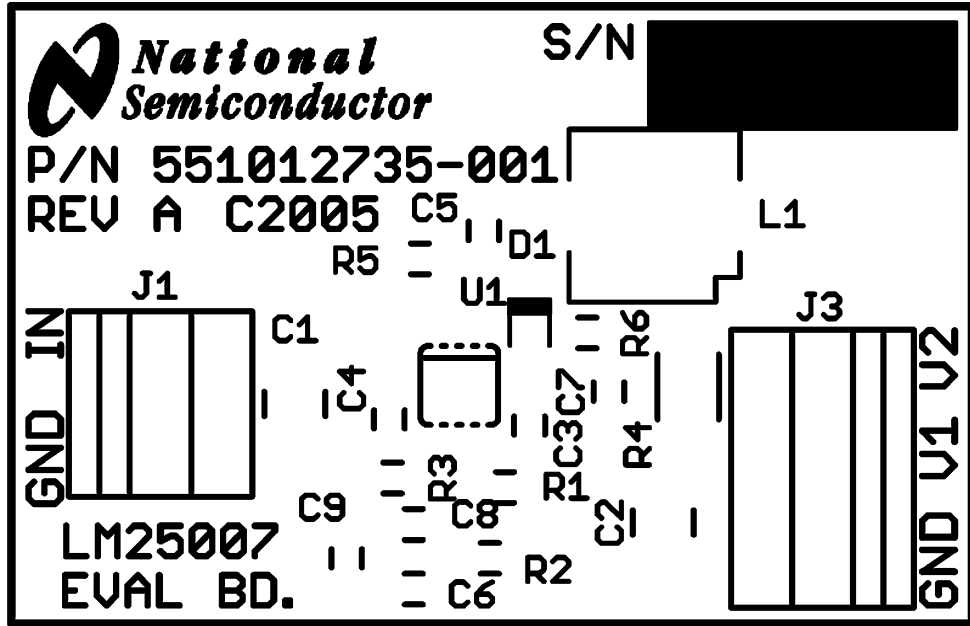 National
Semiconductor
S/N
P/N 551012735-001
REV A C2005
C5
L1
D1
R5
J1
U1
J3
GND IN
C1
R6
C4
C7
GND V1 V2
C3
R4
R3
R1
C9
C8
C2
LM25007
EVAL BD.
R2
C6